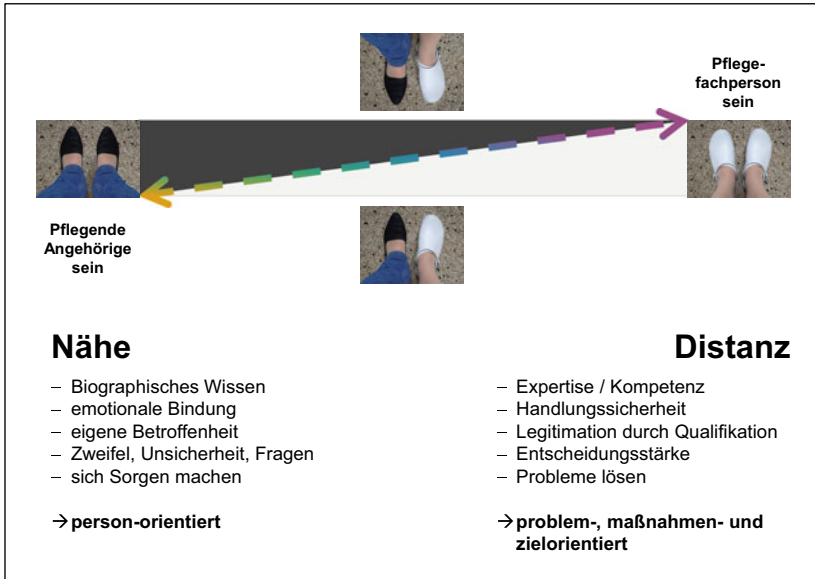 Pflege-
fachperson
sein
Pflegende
Angehörige
sein
Nähe
– Biographisches Wissen
– emotionale Bindung
– eigene Betroffenheit
– Zweifel, Unsicherheit, Fragen
– sich Sorgen machen
→ person-orientiert
Distanz
– Expertise / Kompetenz
– Handlungssicherheit
– Legitimation durch Qualifikation
– Entscheidungsstärke
– Probleme lösen
→ problem-, maßnahmen- und
zielorientiert